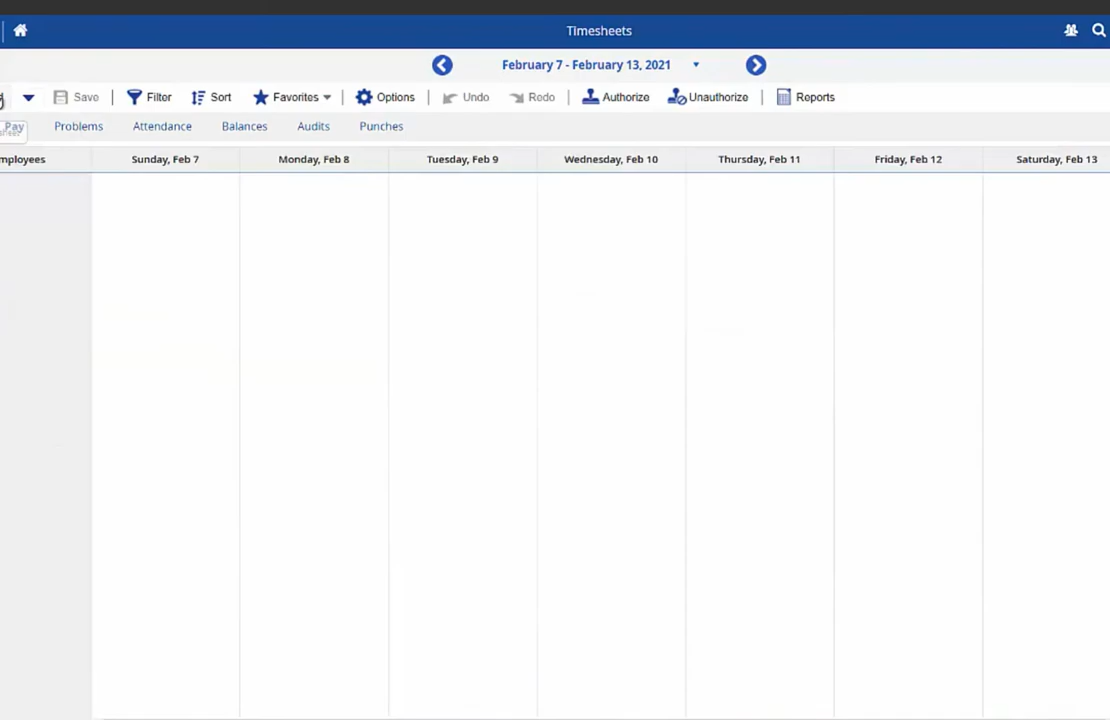 Timesheets
February 7 - February 13, 2021
Save Filter Sort Favorites Options Undo Redo Authorize Unauthorize Reports
Pay Problems Attendance Balances Audits Punches
mployees Sunday, Feb 7 Monday, Feb 8 Tuesday, Feb 9 Wednesday, Feb 10 Thursday, Feb 11 Friday, Feb 12 Saturday, Feb 13